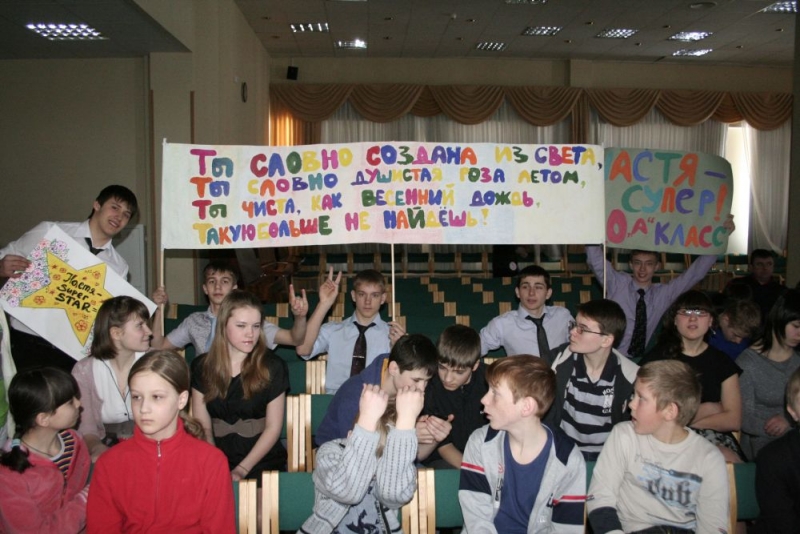 Ты словно создана из света,
Ты словно душистая роза летом,
Ты чиста, как весенний дождь,
Такую больше не найдёшь!
АСТЯ –
СУПЕР!
"А" КЛАСС
Настя-
Super
STAR